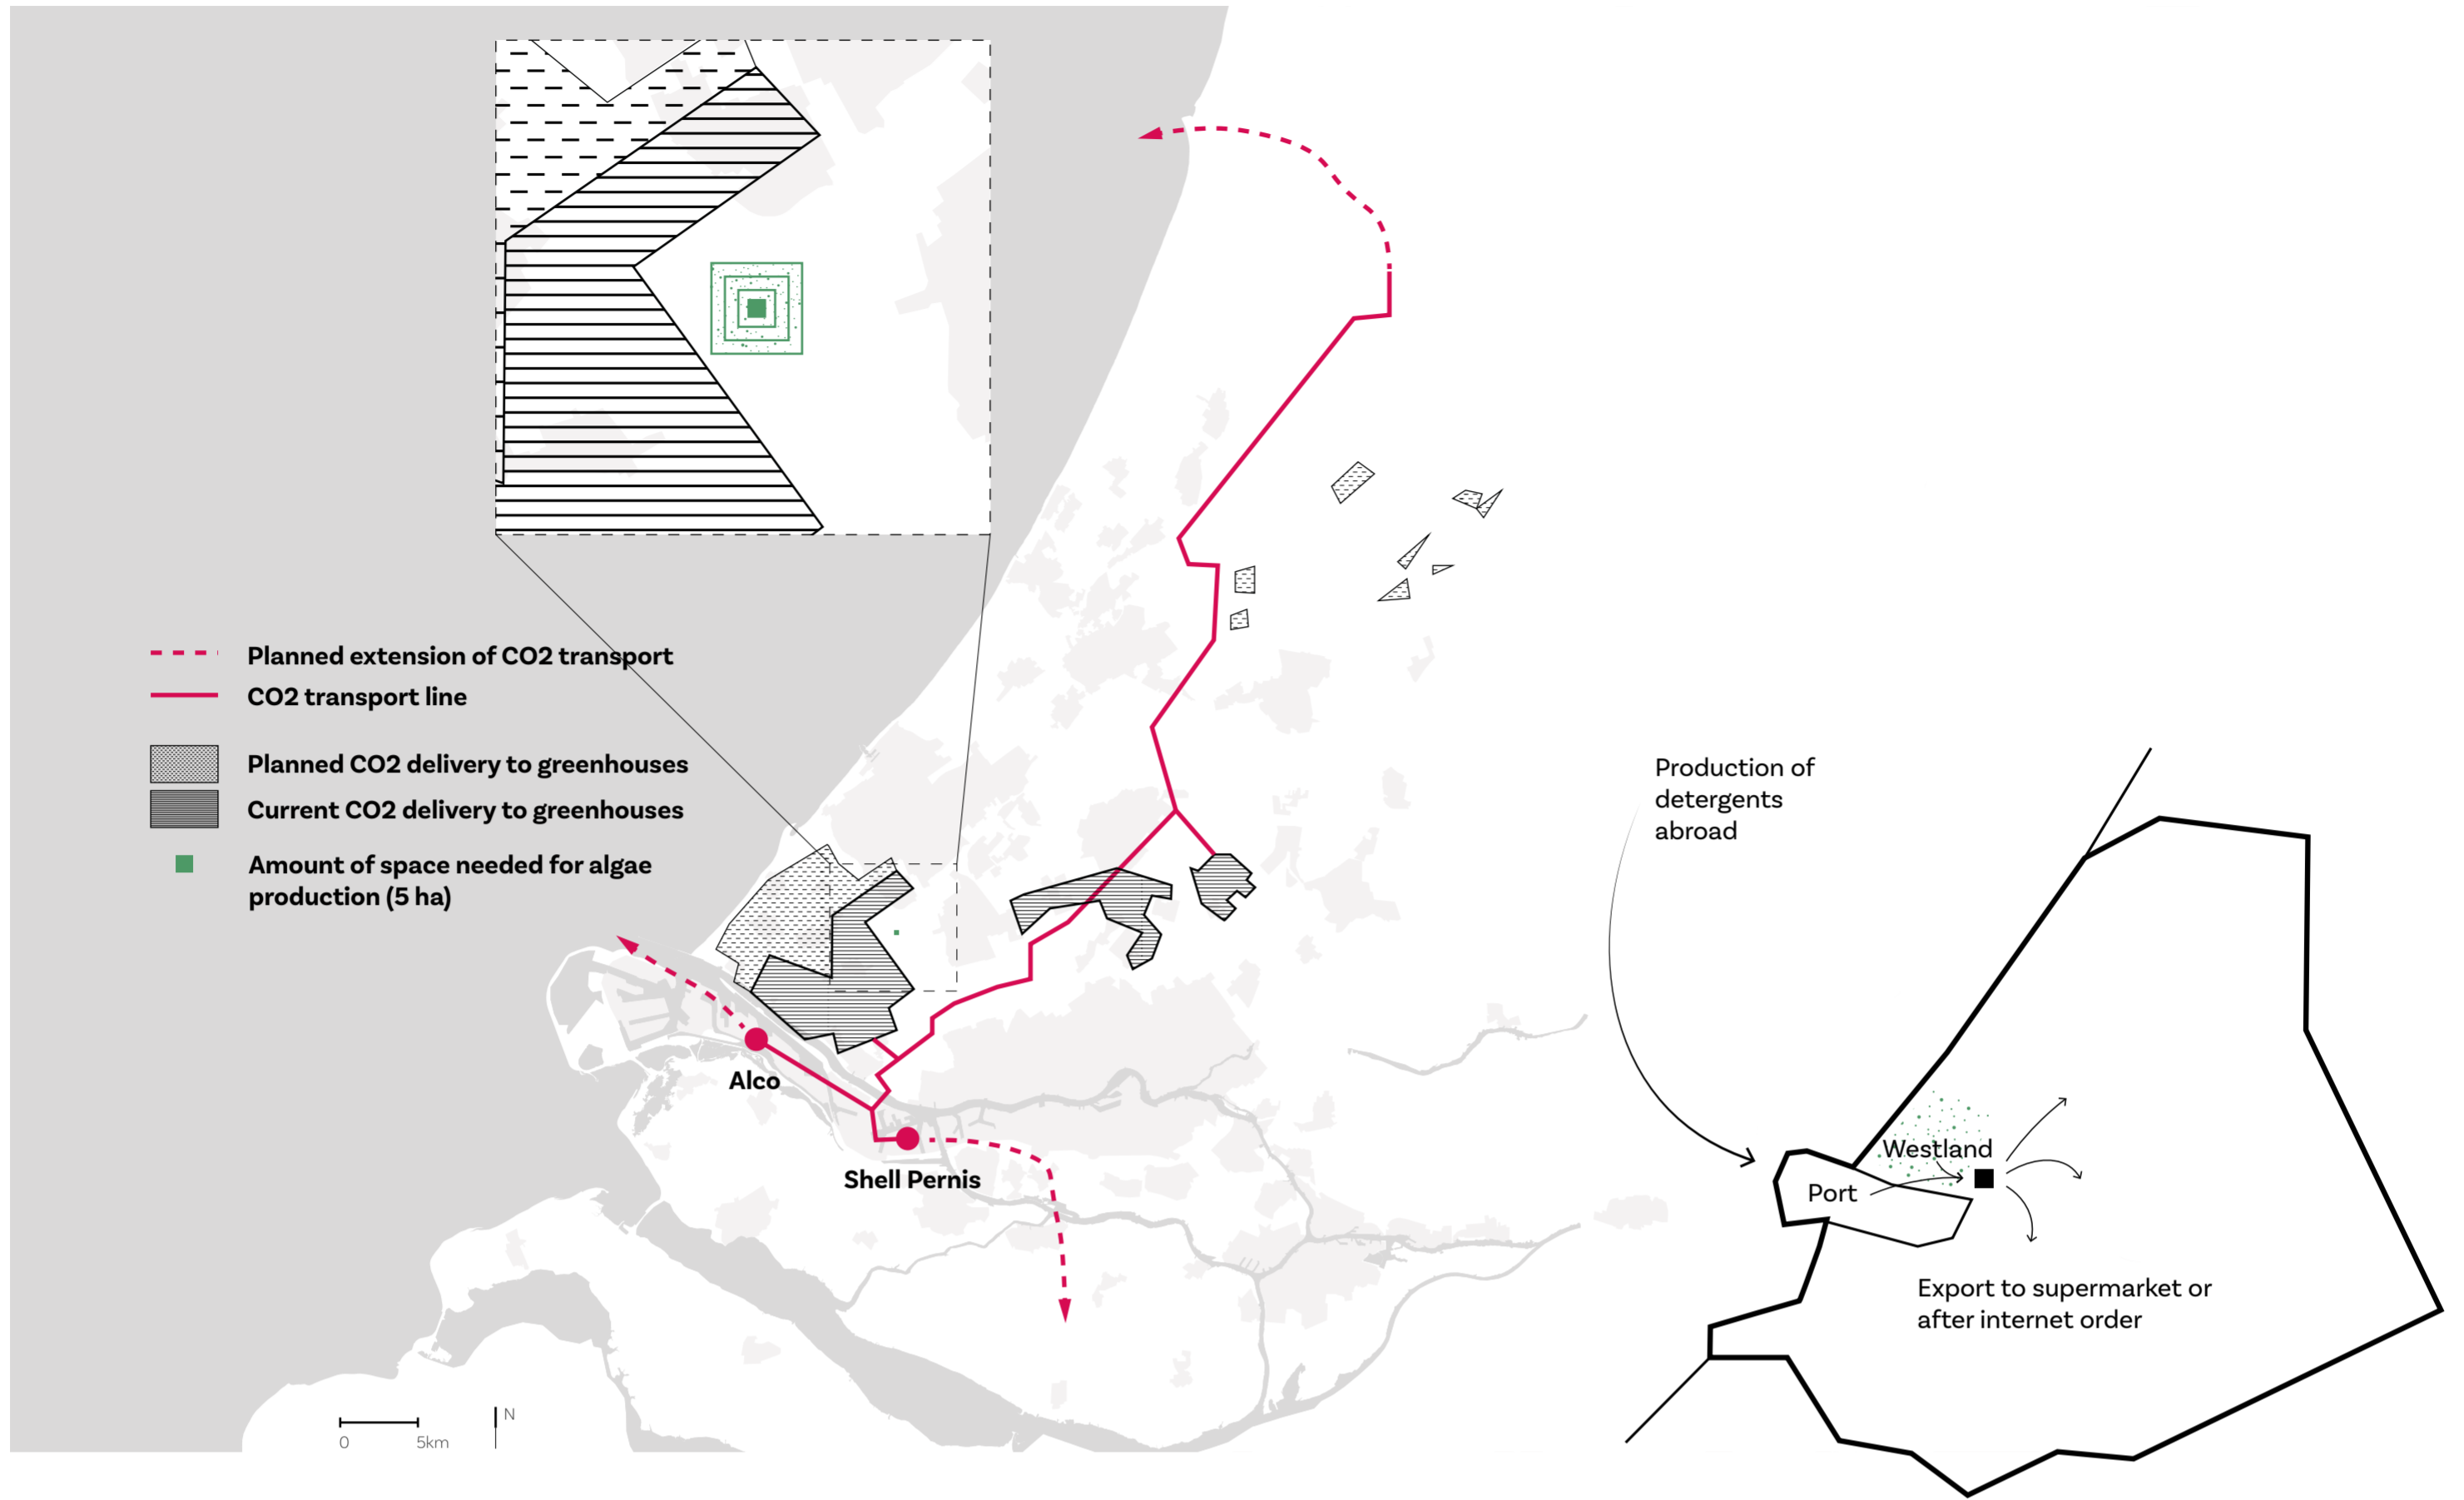 Planned extension of CO2 transport
CO2 transport line
Planned CO2 delivery to greenhouses
Current CO2 delivery to greenhouses
Amount of space needed for algae
production (5 ha)
Alco
Shell Pernis
0
5km
N
Production of
detergents
abroad
Westland
Port
Export to supermarket or
after internet order